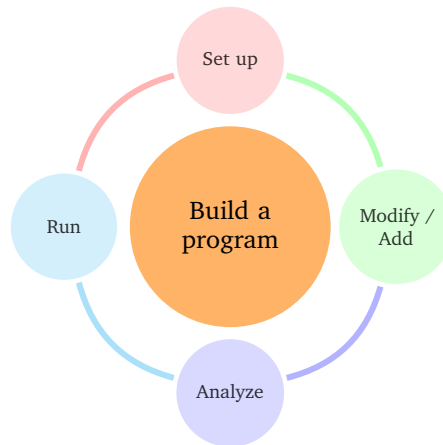 Set up
Build a
program
Run
Modify /
Add
Analyze